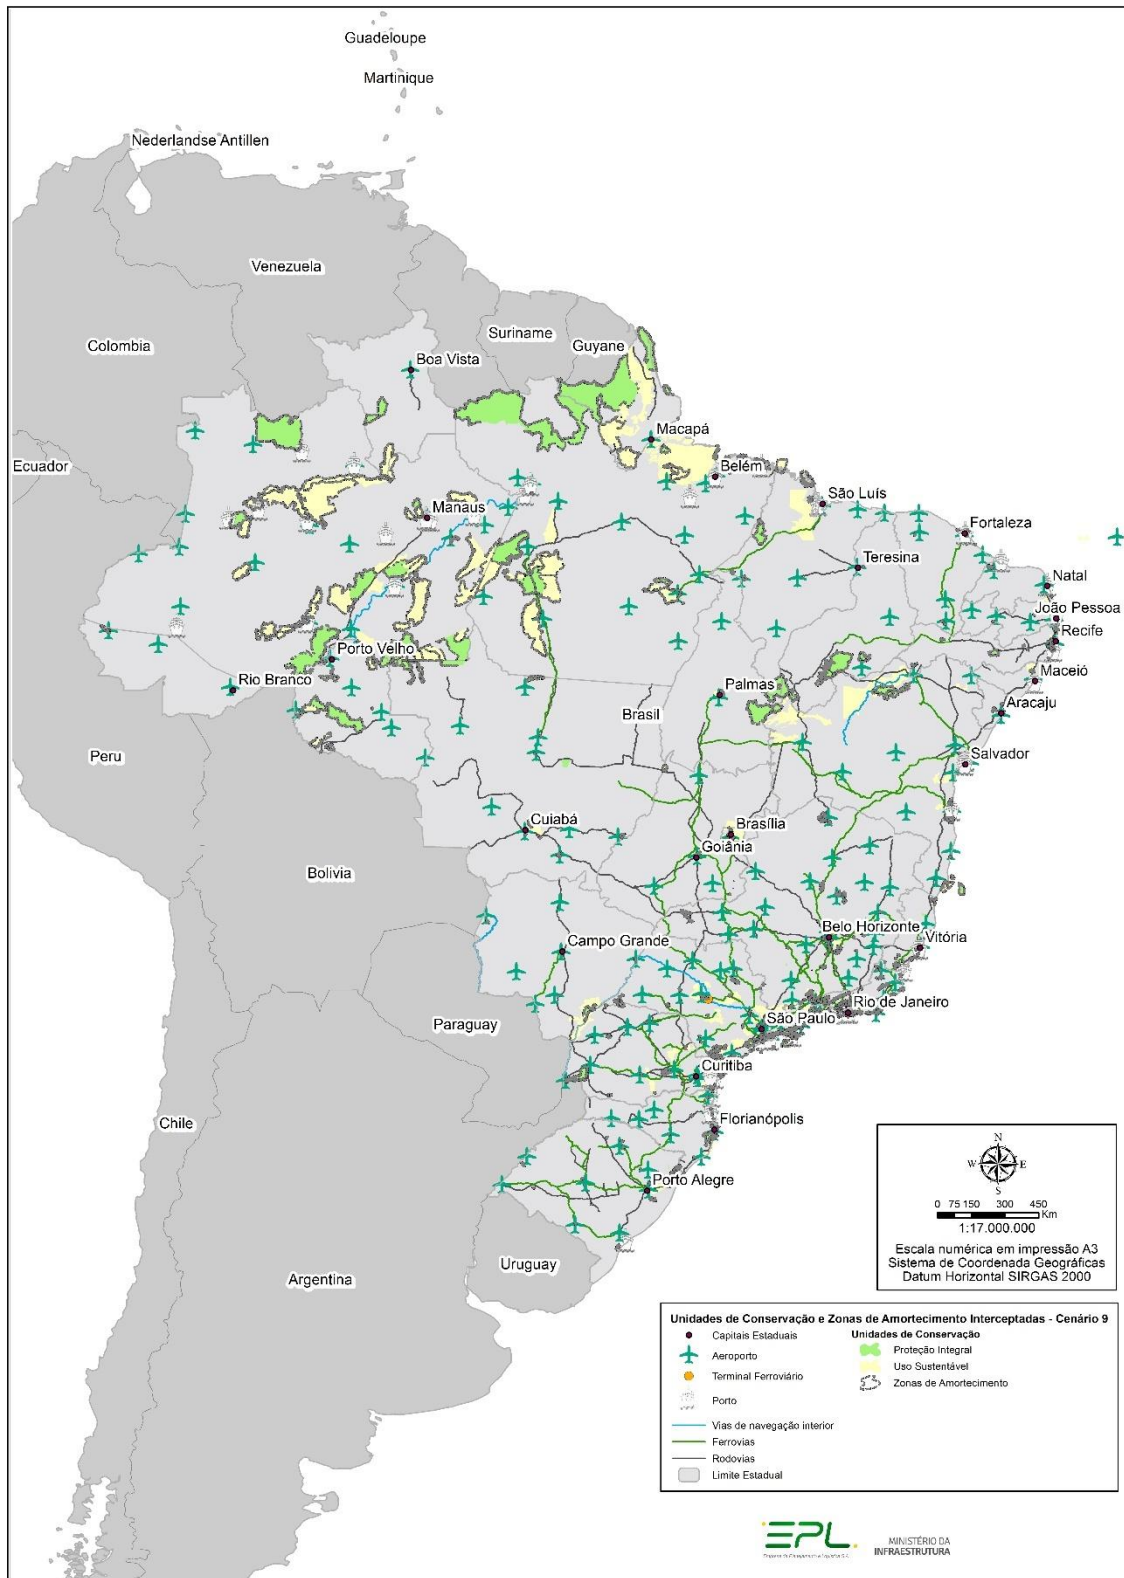 Guadeloupe
Martinique
Nederlandse Antillen
Venezuela
Colombia
Suriname
Guyane
Boa Vista
Ecuador
Macapá
Belém
São Luís
Manaus
Fortaleza
Teresina
Natal
João Pessoa
Recife
Porto Velho
Maceió
Rio Branco
Palmas
Aracaju
Brasil
Peru
Salvador
Cuiabá
Brasília
Goiânia
Bolivia
Belo Horizonte
Vitória
Campo Grande
Rio de Janeiro
São Paulo
Paraguay
Curitiba
Chile
Florianópolis
Porto Alegre
Uruguay
Argentina
N
W E
S
0 75 150 300 450
Km
1:17.000.000
Escala numérica em impressão A3
Sistema de Coordenada Geográficas
Datum Horizontal SIRGAS 2000
Unidades de Conservação e Zonas de Amortecimento Interceptadas - Cenário 9
Capitais Estaduais
Aeroporto
Terminal Ferroviário
Porto
Vias de navegação interior
Ferrovias
Rodovias
Limite Estadual
Unidades de Conservação
Proteção Integral
Uso Sustentável
Zonas de Amortecimento
EPL
MINISTÉRIO DA
INFRAESTRUTURA